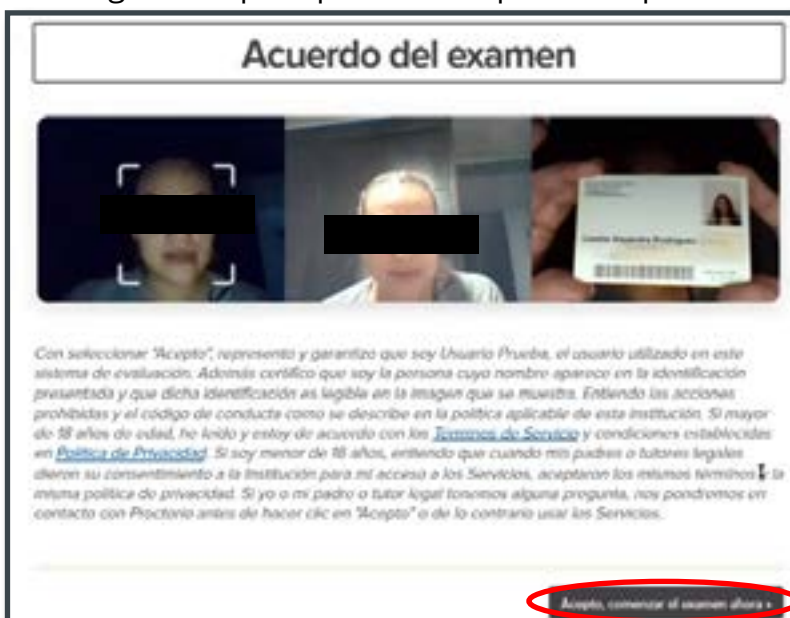 Acuerdo del examen
Con seleccionar "Acepto", represento y garantizo que soy Usuario Prueba, el usuario utilizado en este
sistema de evaluación. Además certifico que soy la persona cuyo nombre aparece en la identificación
presentada y que dicha identificación es legible en la imagen que se muestra. Entiendo las acciones
prohibidas y el código de conducta como se describe en la política aplicable de esta institución. Si mayor
de 18 años de edad, he leído y estoy de acuerdo con los Terminos de Servicio y condiciones establecidas
en Política de Privacidad. Si soy menor de 18 años, entiendo que cuando mis padres o tutores legales
dieron su consentimiento a la Institución para mi acceso a los Servicios, aceptaron los mismos términos la
misma política de privacidad. Si yo o mi padre o tutor legal tenemos alguna pregunta, nos pondremos en
contacto con Proctorio antes de hacer clic en "Acepto" o de lo contrario usar los Servicios.
Acepto, comenzar el examen ahora »